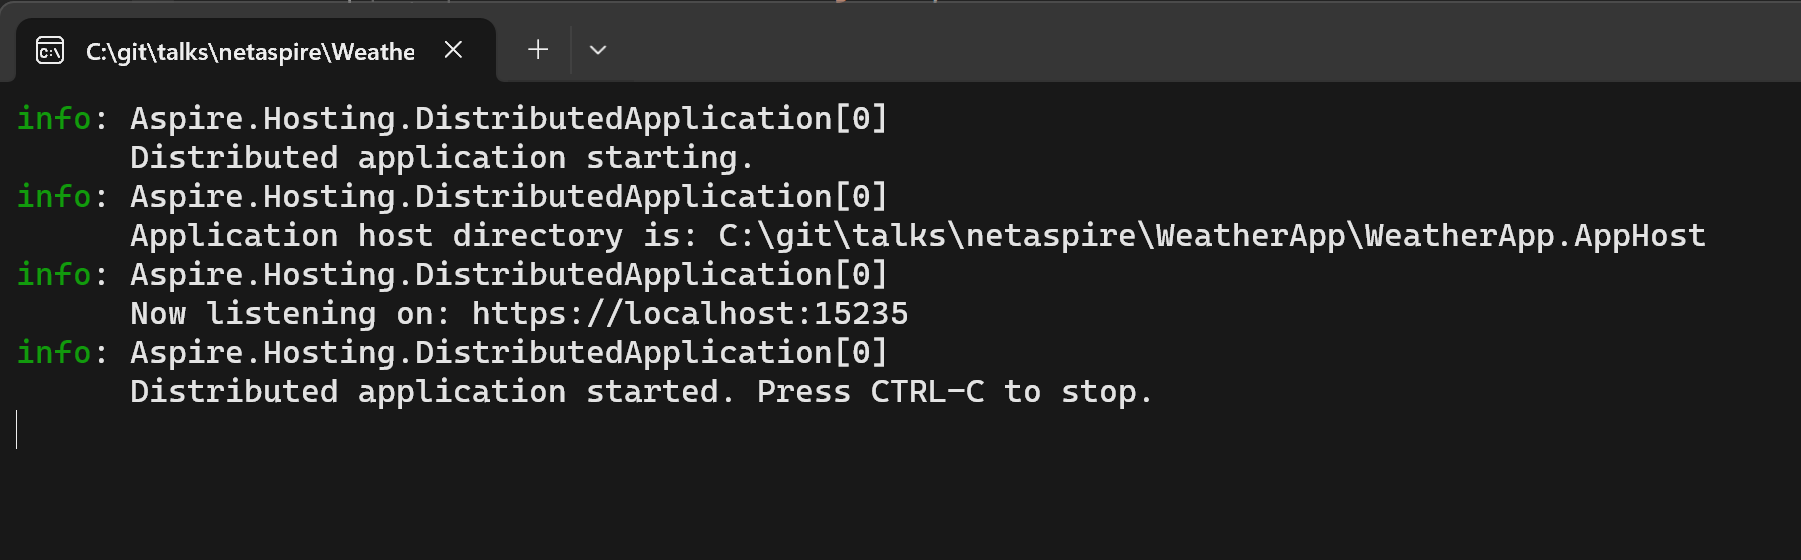 C:\git\talks\netaspire\Weathe
info: Aspire.Hosting.DistributedApplication[0]
      Distributed application starting.
info: Aspire.Hosting.DistributedApplication[0]
      Application host directory is: C:\git\talks\netaspire\WeatherApp\WeatherApp.AppHost
info: Aspire.Hosting.DistributedApplication[0]
      Now listening on: https://localhost:15235
info: Aspire.Hosting.DistributedApplication[0]
      Distributed application started. Press CTRL-C to stop.